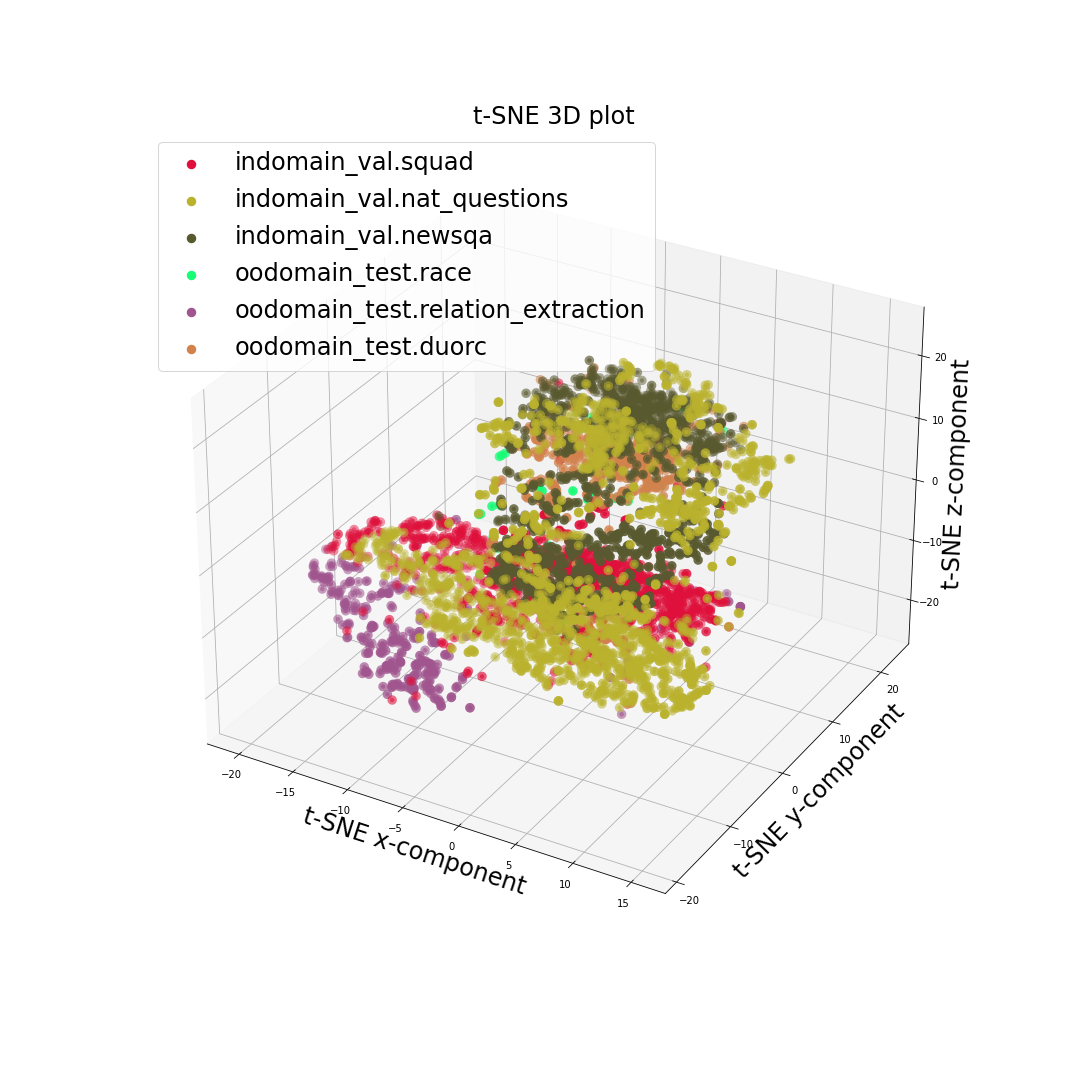 t-SNE 3D plot
indomain_val.squad
indomain_val.nat_questions
indomain_val.newsqa
oodomain_test.race
oodomain_test.relation_extraction
oodomain_test.duorc
20
10
0
−10
−20
t-SNE z-component
20
10
0
−10
−20
t-SNE y-component
−20
−15
−10
−5
0
5
10
15
t-SNE x-component